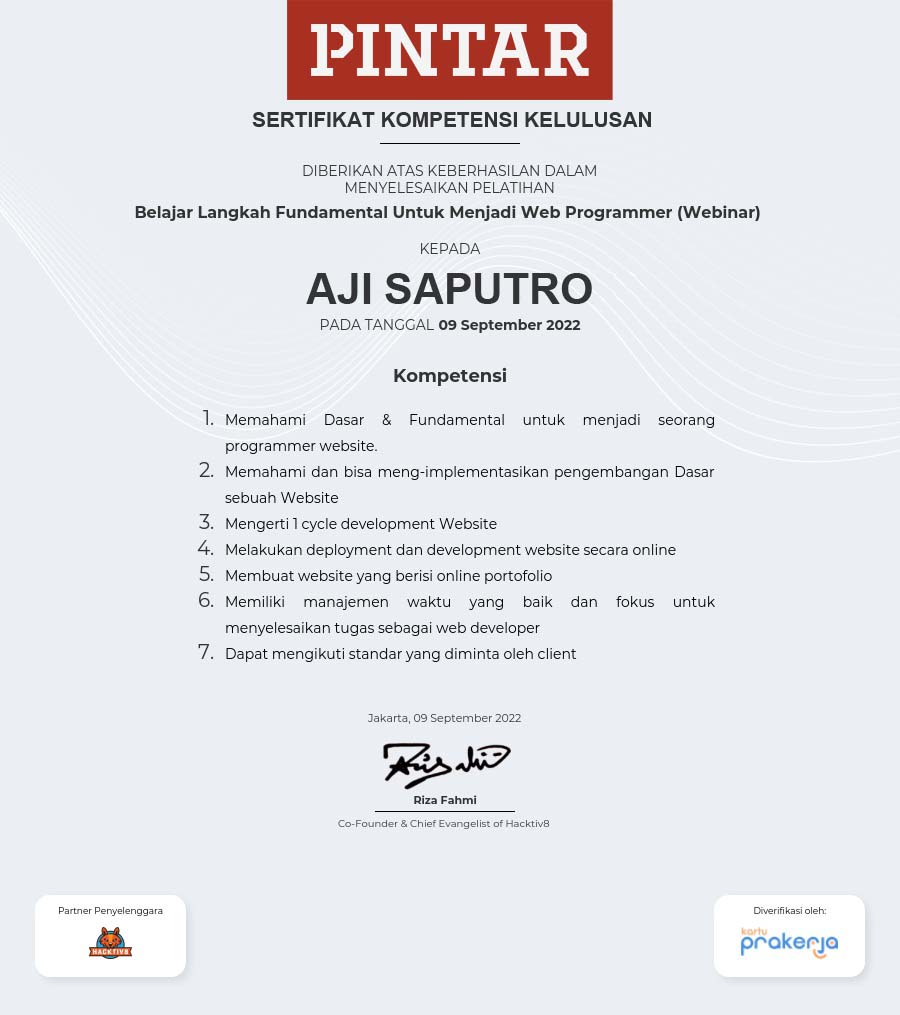 PINTAR
SERTIFIKAT KOMPETENSI KELULUSAN
DIBERIKAN ATAS KEBERHASILAN DALAM
MENYELESAIKAN PELATIHAN
Belajar Langkah Fundamental Untuk Menjadi Web Programmer (Webinar)
KEPADA
AJI SAPUTRO
PADA TANGGAL 09 September 2022
Kompetensi
1. Memahami Dasar & Fundamental untuk menjadi seorang
programmer website.
2. Memahami dan bisa meng-implementasikan pengembangan Dasar
sebuah Website
3. Mengerti 1 cycle development Website
4. Melakukan deployment dan development website secara online
5. Membuat website yang berisi online portofolio
6. Memiliki manajemen waktu yang baik dan fokus untuk
menyelesaikan tugas sebagai web developer
7. Dapat mengikuti standar yang diminta oleh client
Jakarta, 09 September 2022
Riza Fahmi
Co-Founder & Chief Evangelist of Hacktiv8
Partner Penyelenggara
HACKTIV8
Diverifikasi oleh:
kartu
prakerja